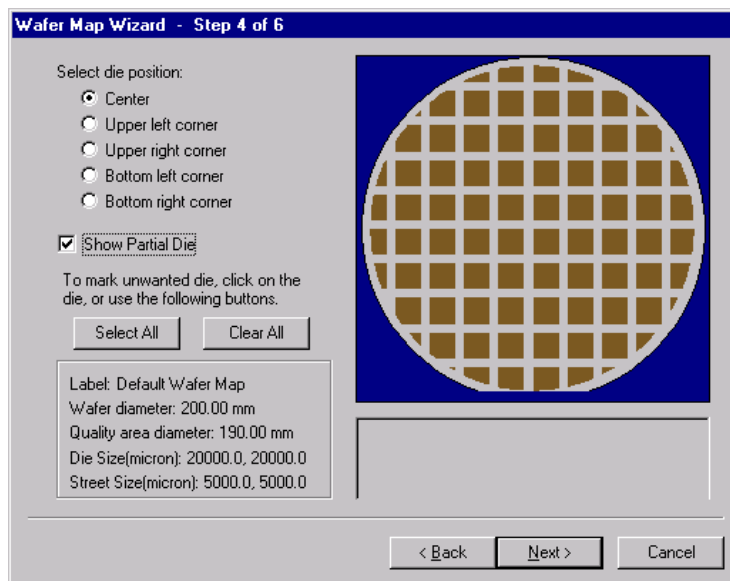 Wafer Map Wizard - Step 4 of 6
Select die position:
Center
Upper left corner
Upper right corner
Bottom left corner
Bottom right corner
Show Partial Die
To mark unwanted die, click on the
die, or use the following buttons.
Select All
Clear All
Label: Default Wafer Map
Wafer diameter: 200.00 mm
Quality area diameter: 190.00 mm
Die Size(micron): 20000.0, 20000.0
Street Size(micron): 5000.0, 5000.0
< Back
Next >
Cancel